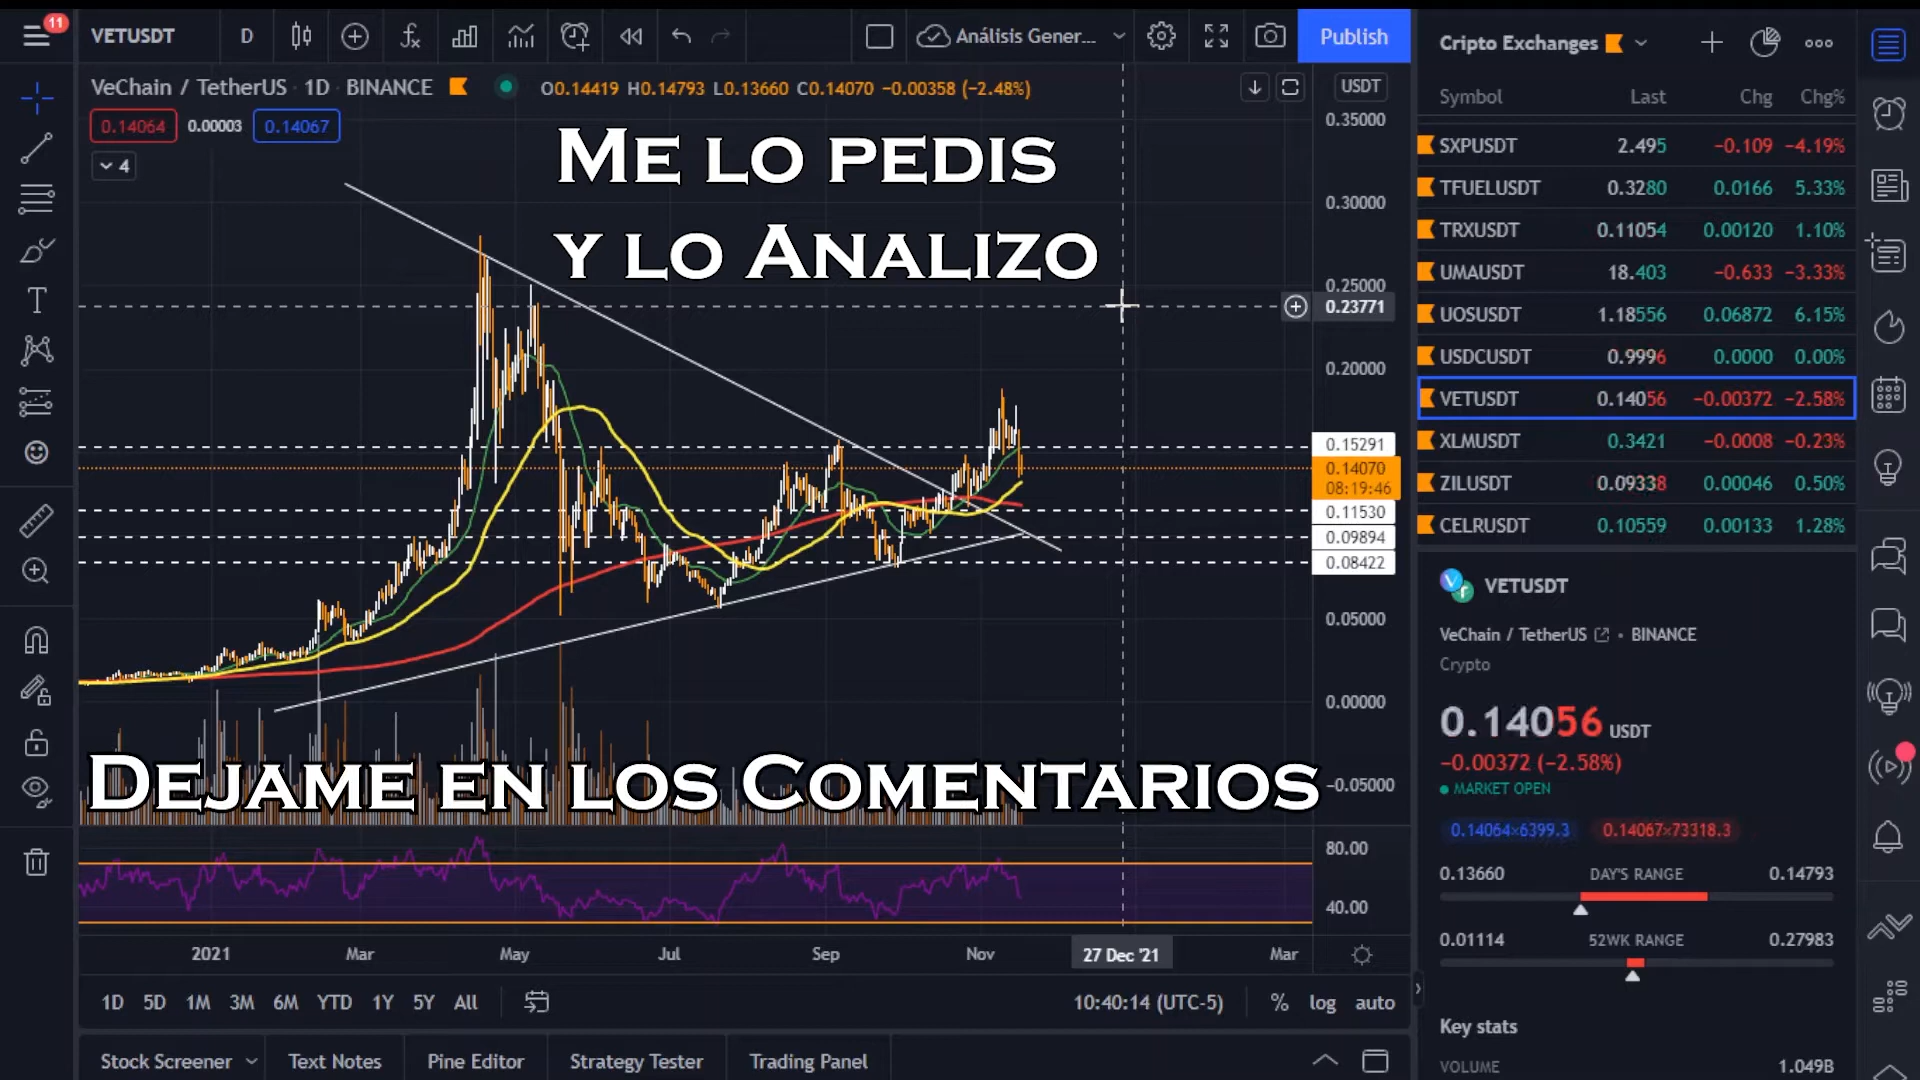 11
VETUSDT
D
Análisis Gener...
Publish
VeChain / TetherUS · 1D · BINANCE
O0.14419 H0.14793 L0.13660 C0.14070 −0.00358 (−2.48%)
USDT
0.14064
0.00003
0.14067
4
ME LO PEDIS
Y LO ANALIZO
DEJAME EN LOS COMENTARIOS
0.35000
0.30000
0.25000
0.23771
0.20000
0.15291
0.14070
08:19:46
0.11530
0.09894
0.08422
0.05000
0.00000
−0.05000
80.00
40.00
2021
Mar
May
Jul
Sep
Nov
27 Dec '21
Mar
1D 5D 1M 3M 6M YTD 1Y 5Y All
10:40:14 (UTC-5)
% log auto
Stock Screener
Text Notes
Pine Editor
Strategy Tester
Trading Panel
Cripto Exchanges
Symbol Last Chg Chg%
SXPUSDT 2.495 −0.109 −4.19%
TFUELUSDT 0.3280 0.0166 5.33%
TRXUSDT 0.11054 0.00120 1.10%
UMAUSDT 18.403 −0.633 −3.33%
UOSUSDT 1.18556 0.06872 6.15%
USDCUSDT 0.9996 0.0000 0.00%
VETUSDT 0.14056 −0.00372 −2.58%
XLMUSDT 0.3421 −0.0008 −0.23%
ZILUSDT 0.09338 0.00046 0.50%
CELRUSDT 0.10559 0.00133 1.28%
VETUSDT
VeChain / TetherUS • BINANCE
Crypto
0.14056 USDT
−0.00372 (−2.58%)
MARKET OPEN
0.14064×6399.3 0.14067×73318.3
0.13660 DAY'S RANGE 0.14793
0.01114 52WK RANGE 0.27983
Key stats
VOLUME 1.049B